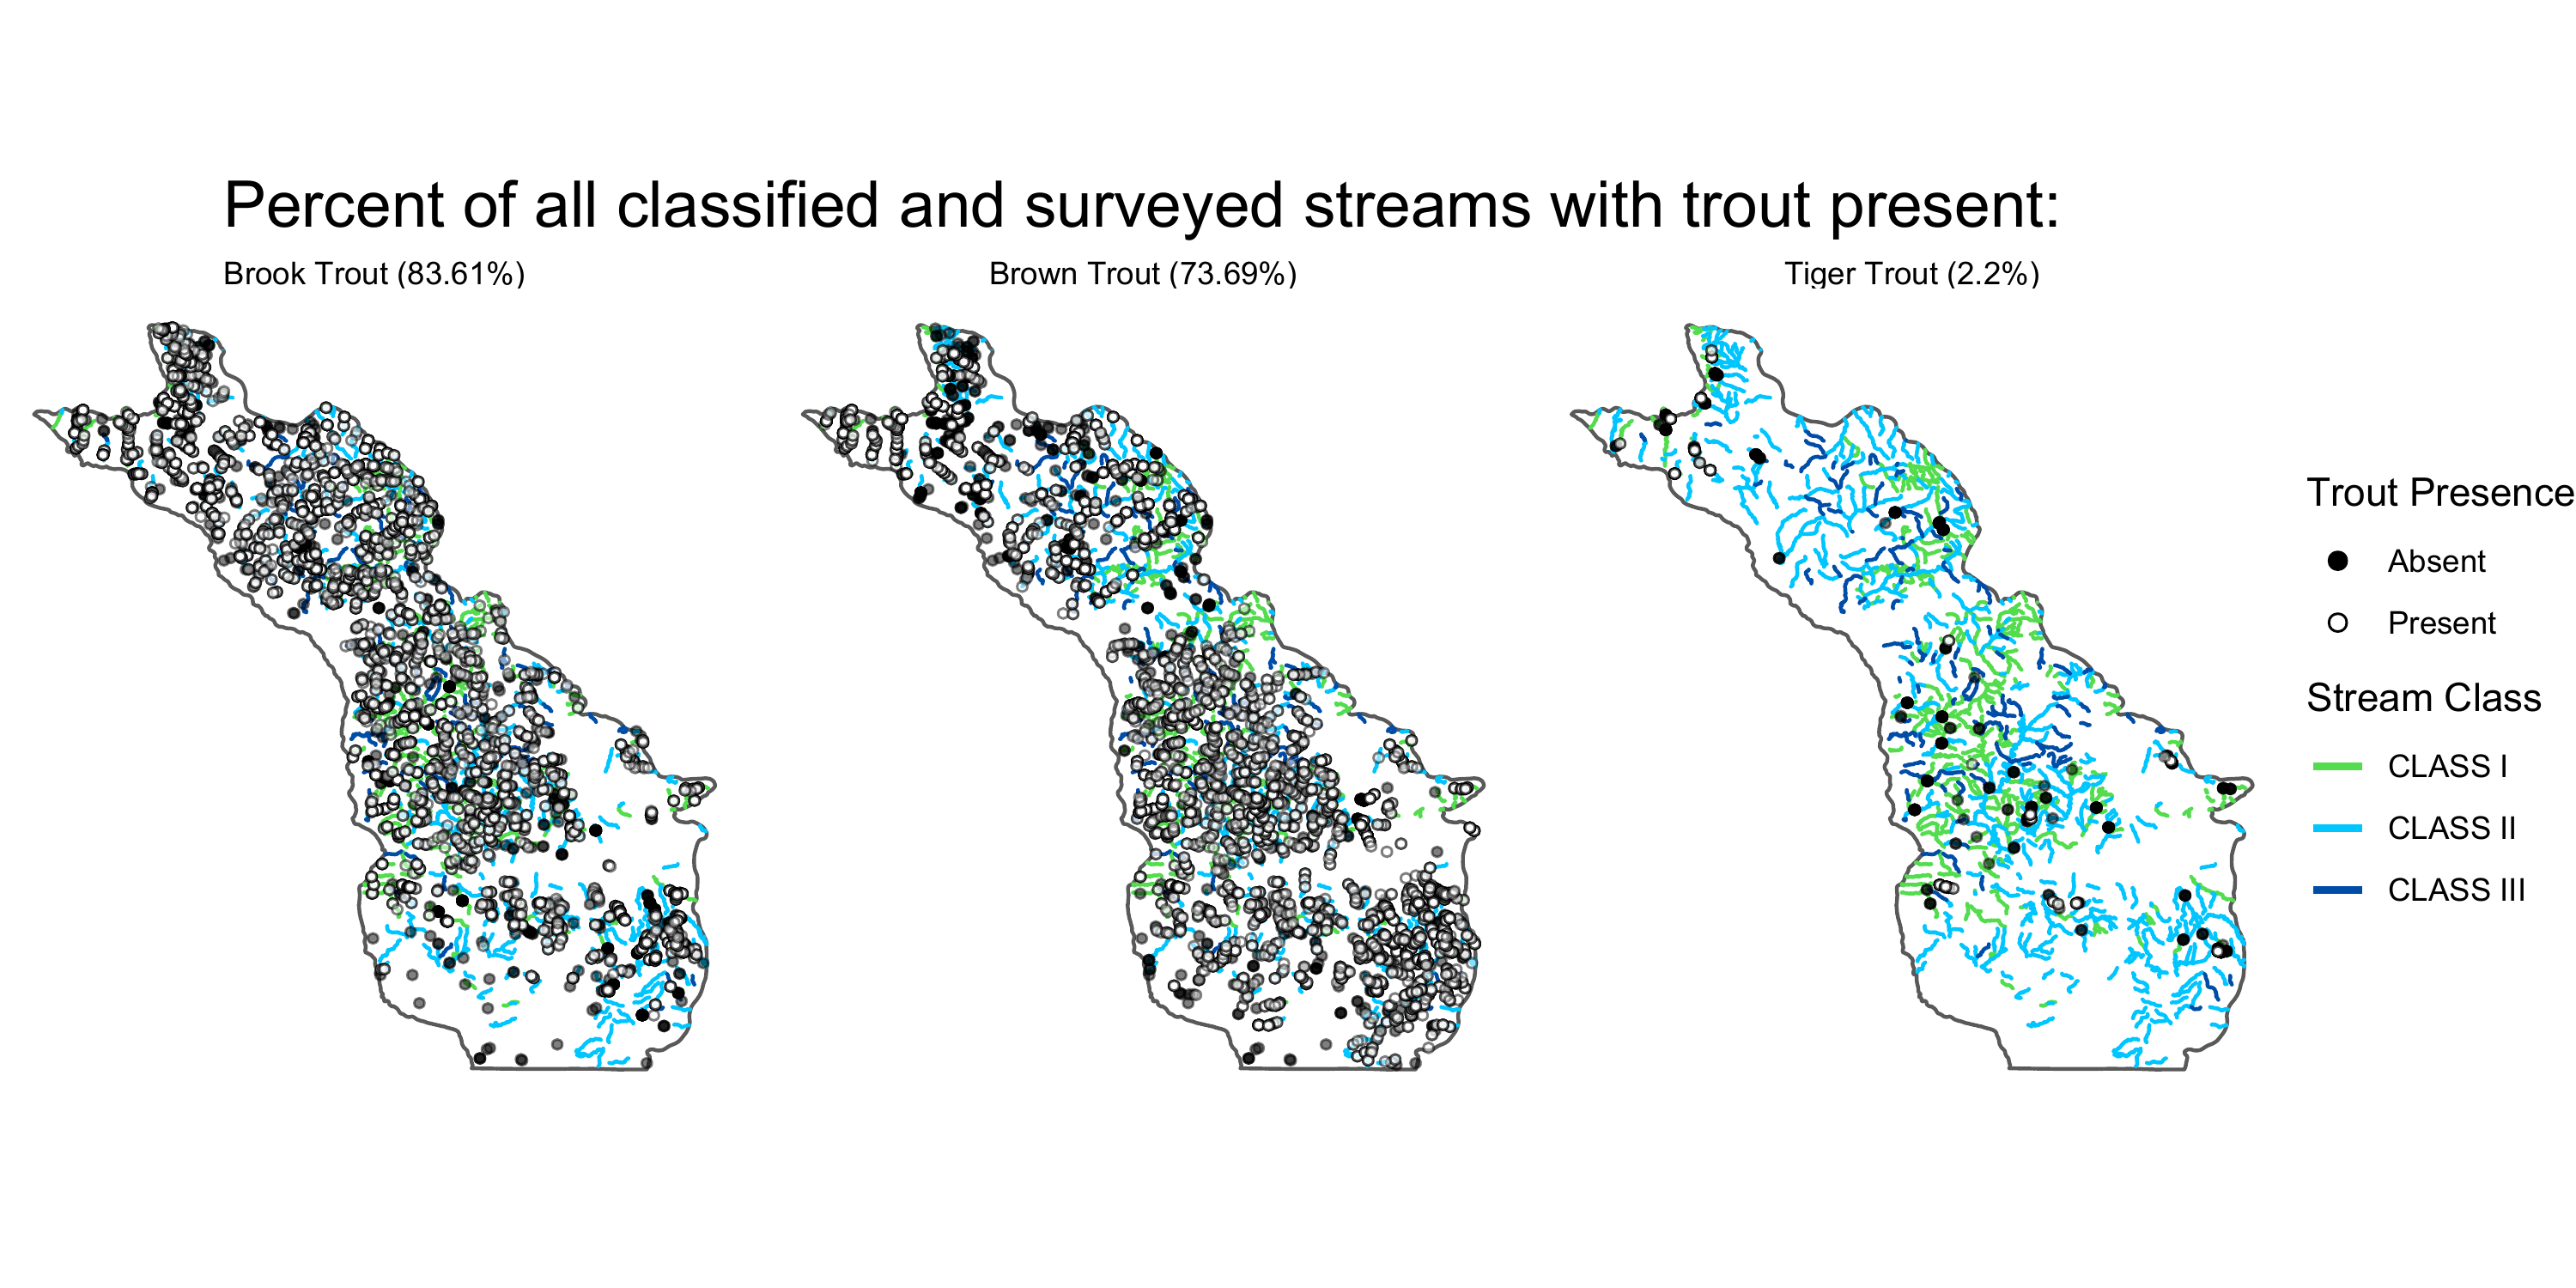 Percent of all classified and surveyed streams with trout present:
Brook Trout (83.61%)
Brown Trout (73.69%)
Tiger Trout (2.2%)
Trout Presence
Absent
Present
Stream Class
CLASS I
CLASS II
CLASS III